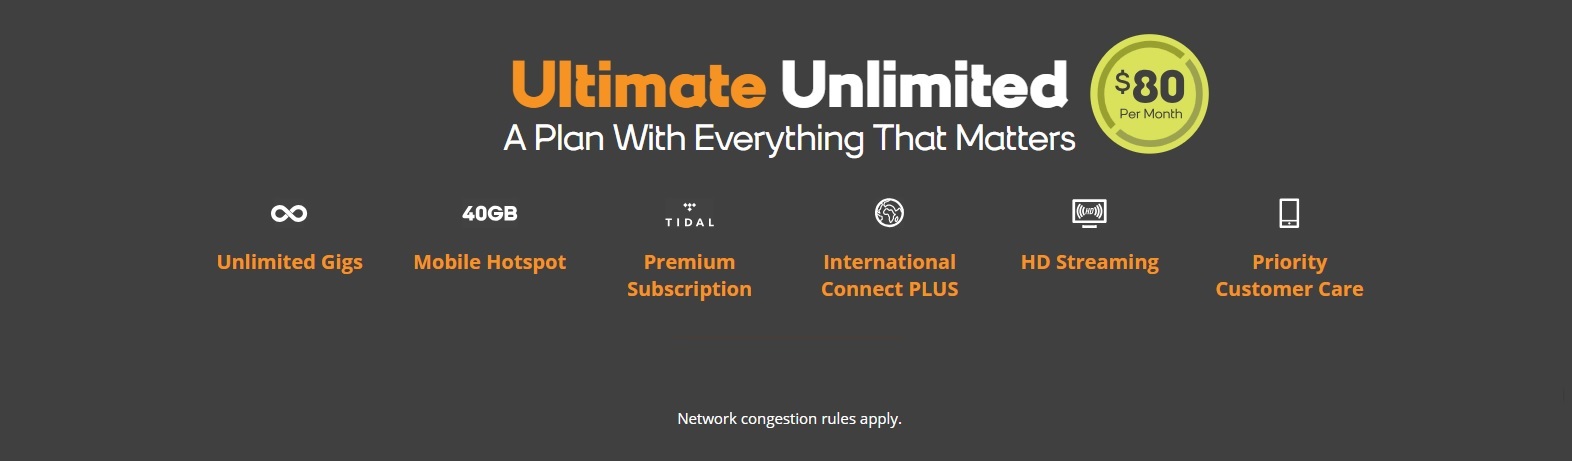 Ultimate Unlimited
$80
Per Month
A Plan With Everything That Matters
40GB
TIDAL
HD
Unlimited Gigs
Mobile Hotspot
Premium
Subscription
International
Connect PLUS
HD Streaming
Priority
Customer Care
Network congestion rules apply.